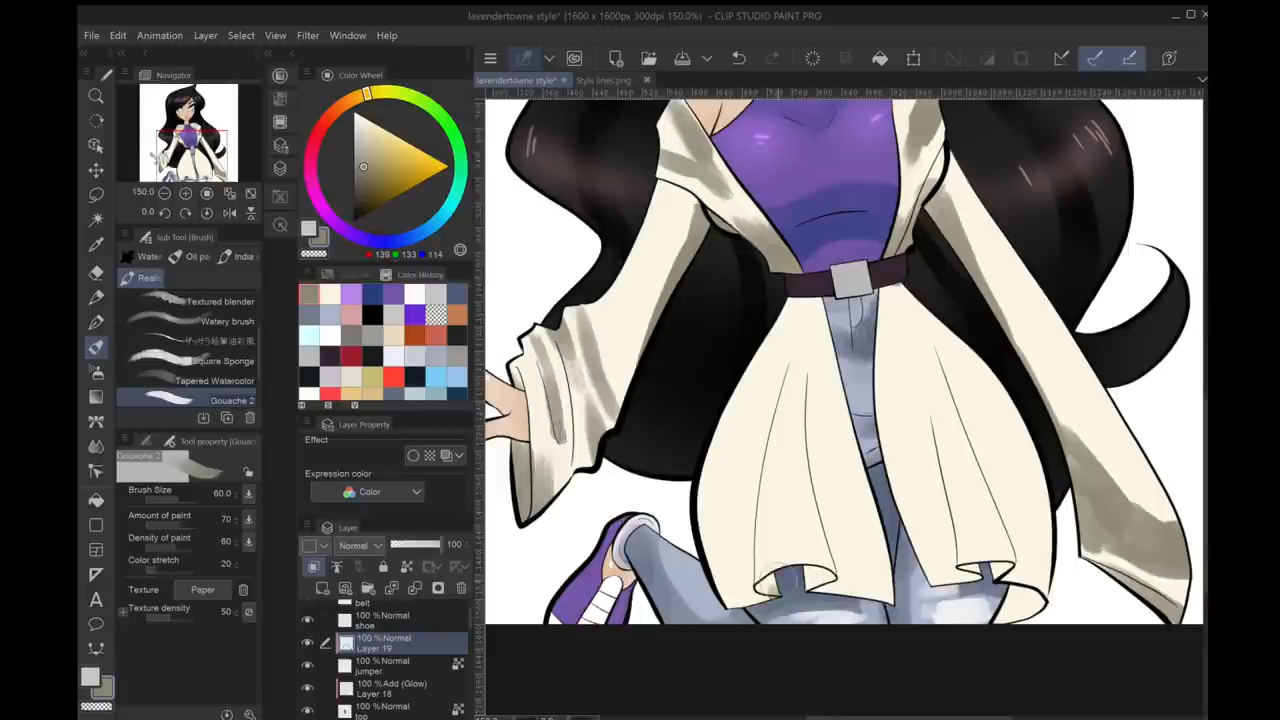 lavendertowne style* (1600 x 1600px 300dpi 150.0%) - CLIP STUDIO PAINT PRO
File Edit Animation Layer Select View Filter Window Help
lavendertowne style* Style lines.png
Navigator
150.0
0.0
Sub Tool [Brush]
Water Oil pa India
Realis
Textured blender
Watery brush
Square Sponge
Tapered Watercolor
Gouache 2
Tool property [Gouac
Gouache 2
Brush Size 60.0
Amount of paint 70
Density of paint 60
Color stretch 20
Texture Paper
Texture density 50
Color Wheel
139 133 114
Color History
Layer Property
Effect
Expression color
Color
Layer
Normal 100
belt
100 %Normal
shoe
100 %Normal
Layer 19
100 %Normal
jumper
100 %Add (Glow)
Layer 18
100 %Normal
top